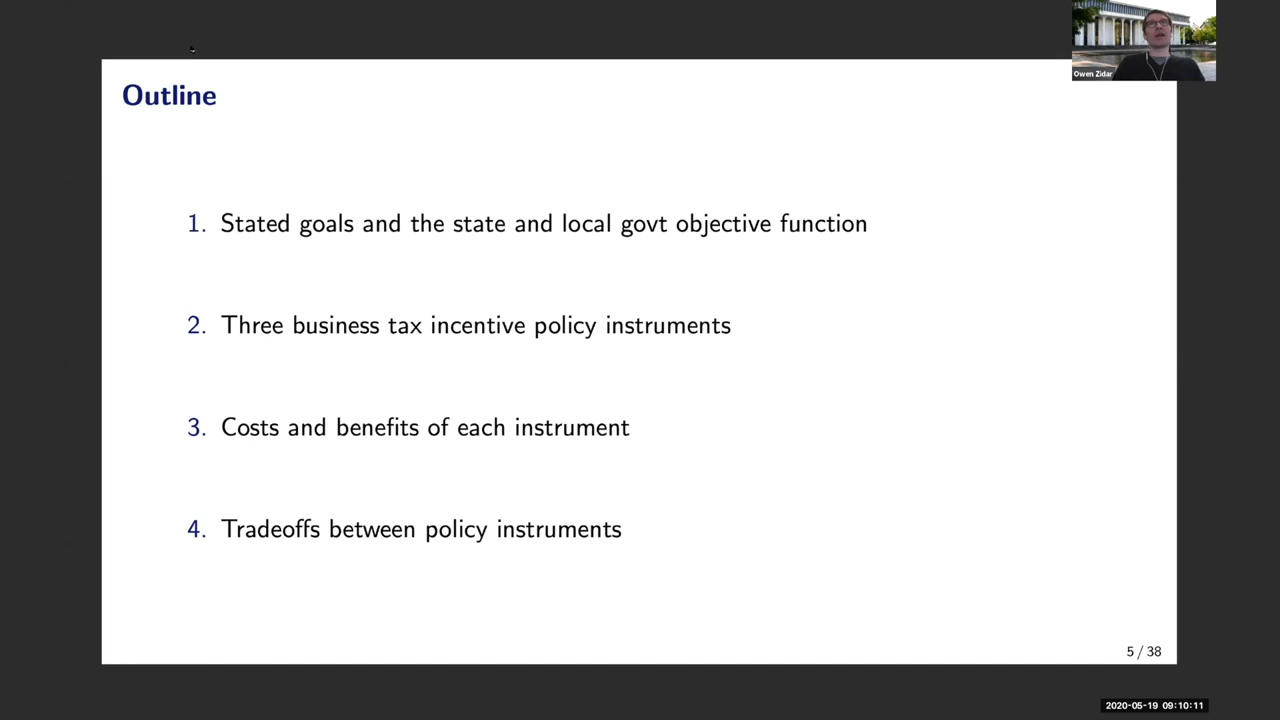 Owen Zidar
Outline
1. Stated goals and the state and local govt objective function
2. Three business tax incentive policy instruments
3. Costs and benefits of each instrument
4. Tradeoffs between policy instruments
5 / 38
2020-05-19 09:10:11